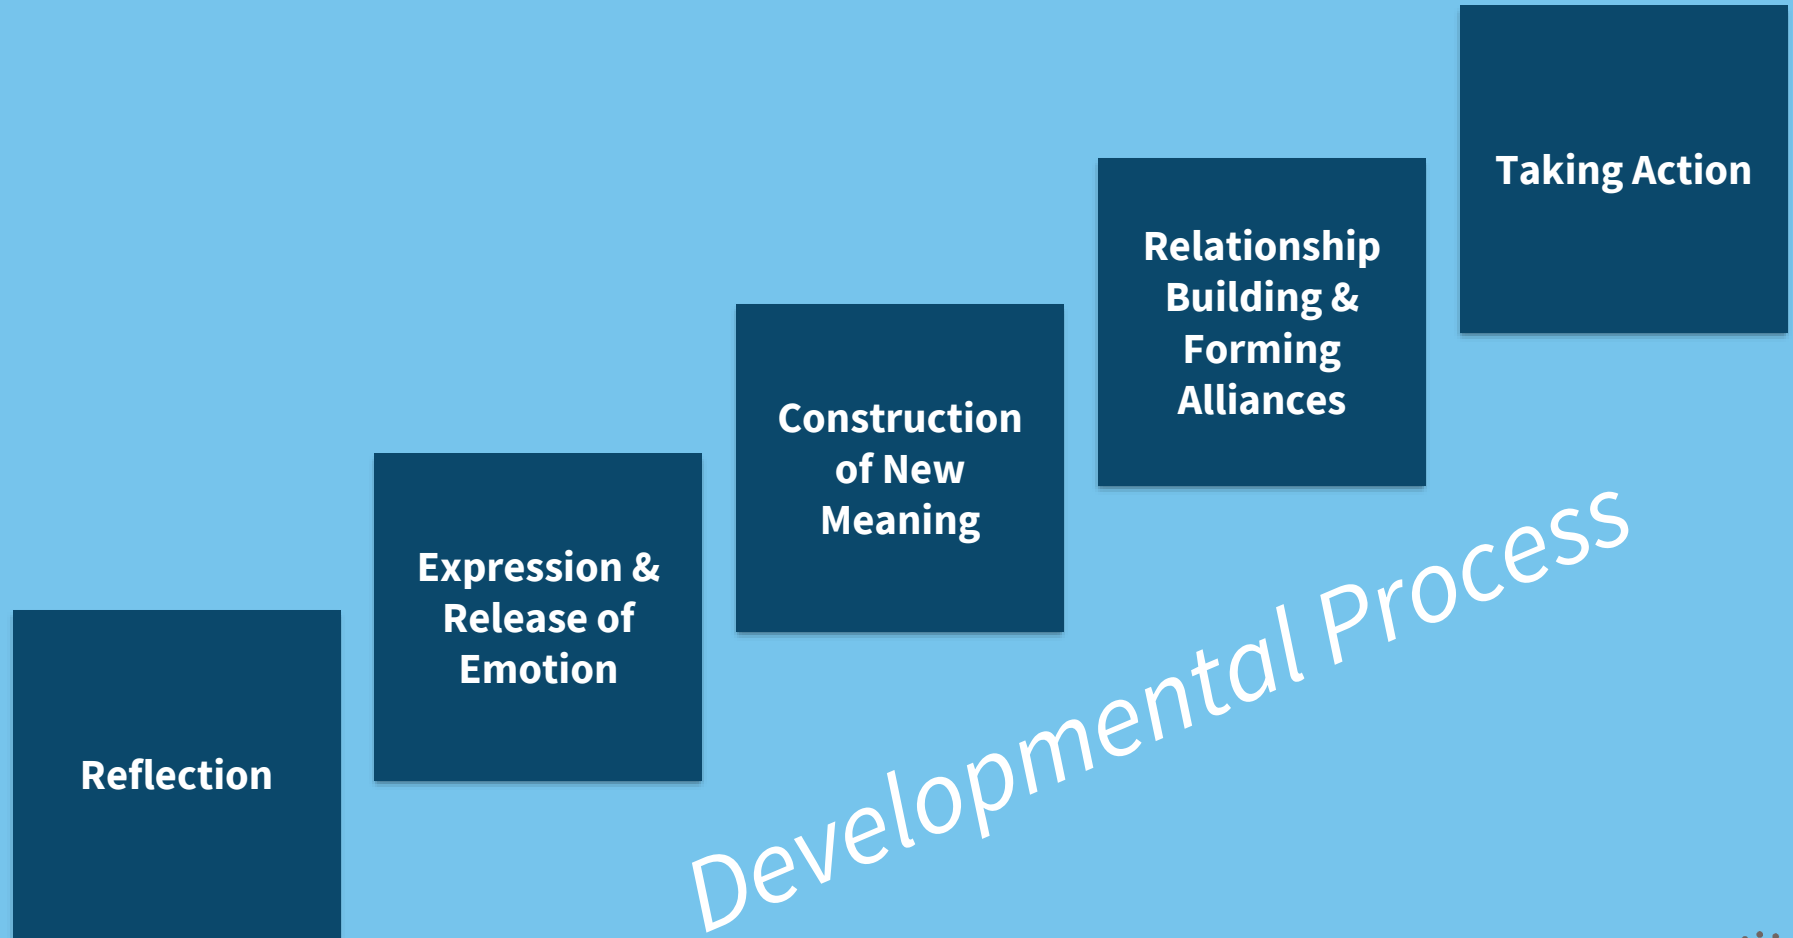 Reflection
Expression &
Release of
Emotion
Construction
of New
Meaning
Relationship
Building &
Forming
Alliances
Taking Action
Developmental Process